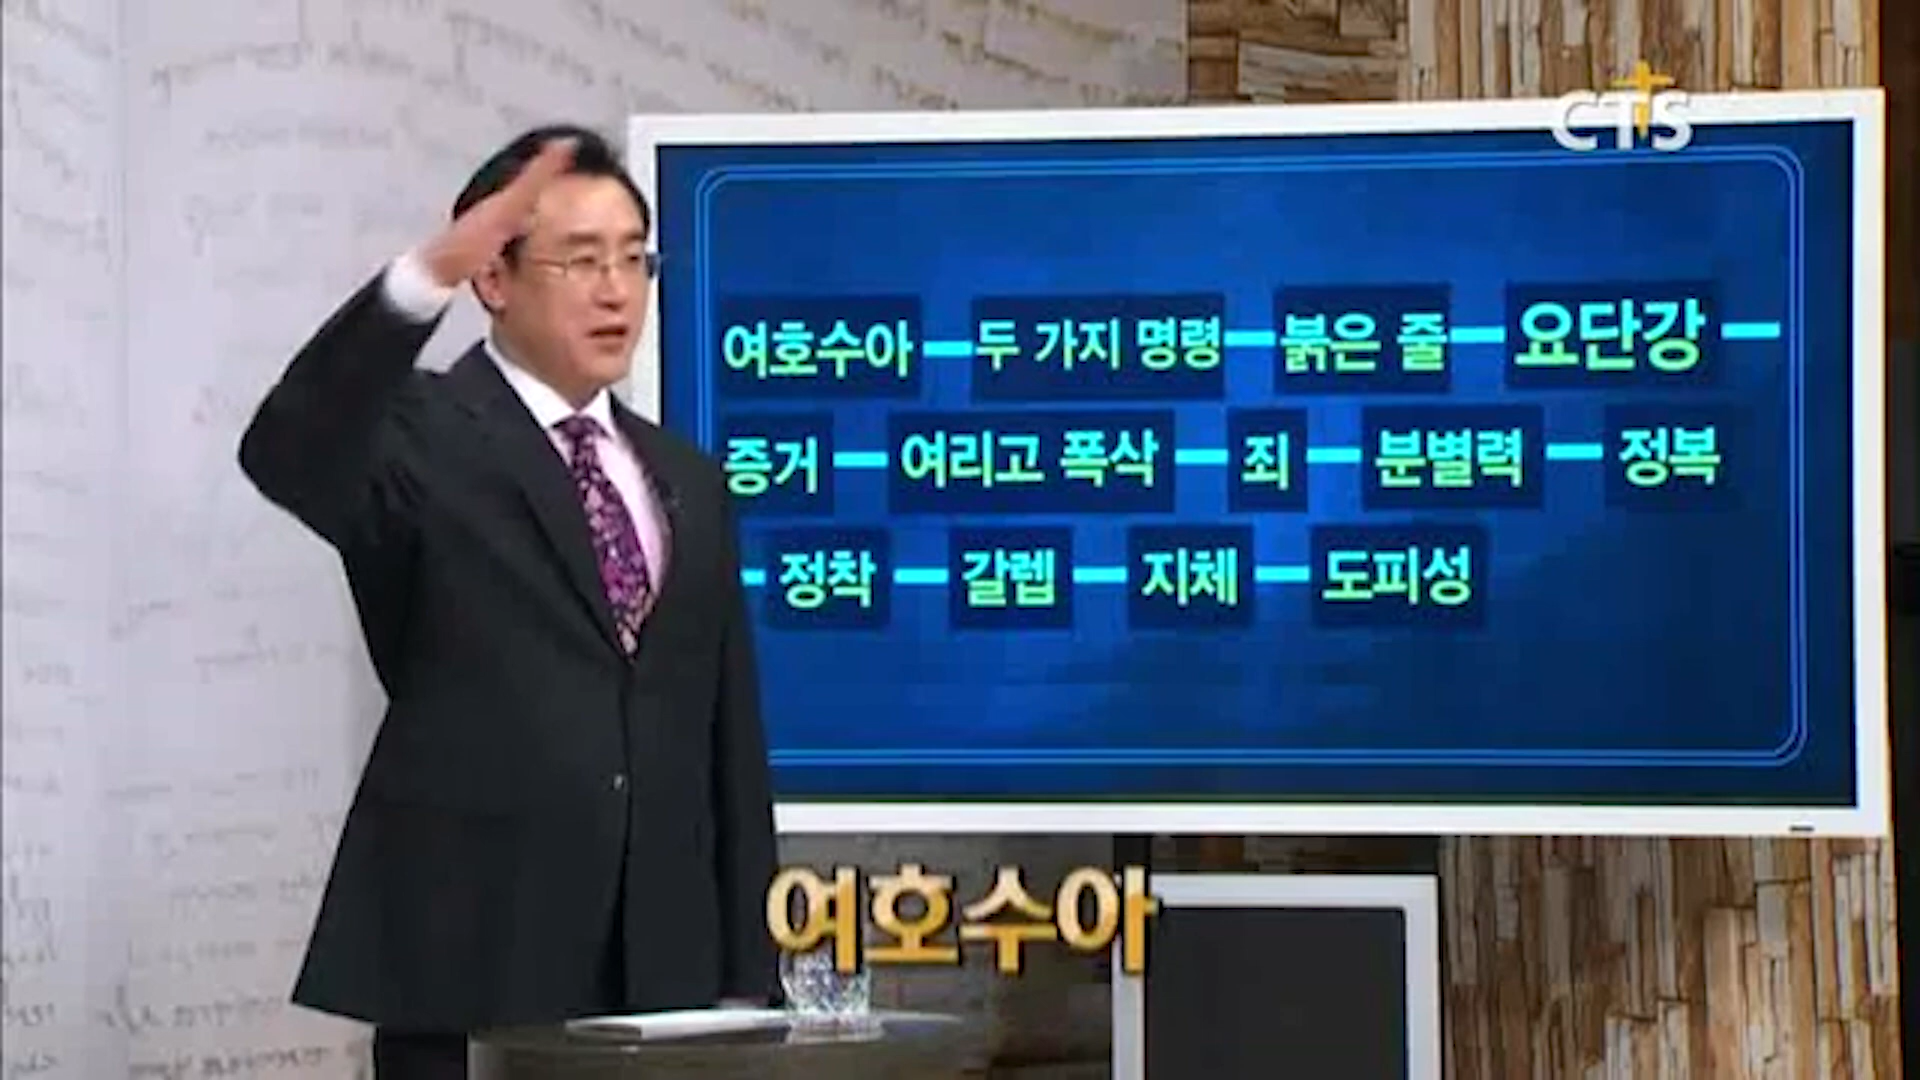 CTS
여호수아 — 두 가지 명령 — 붉은 줄 — 요단강 —
증거 — 여리고 폭삭 — 죄 — 분별력 — 정복
- 정착 — 갈렙 — 지체 — 도피성
여호수아